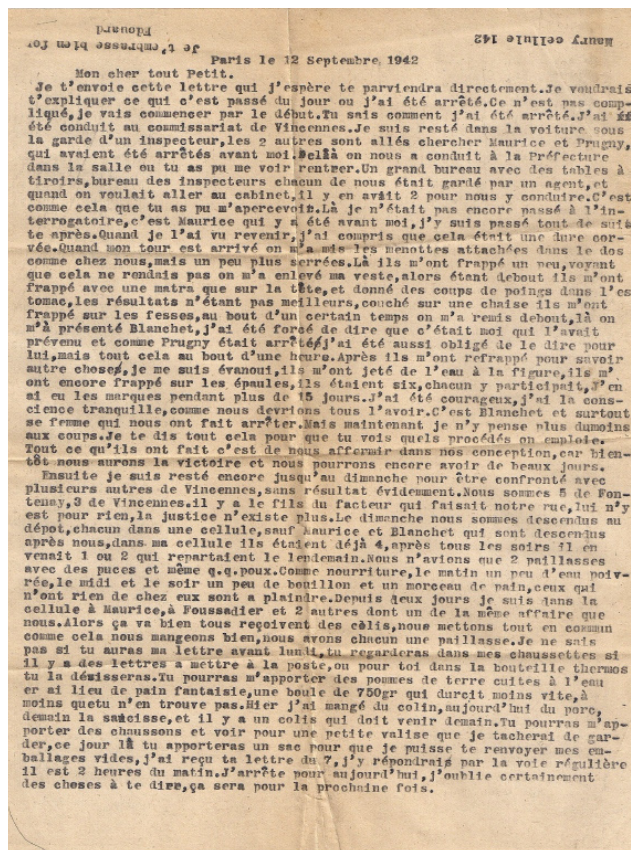 Je t'embrasse bien for
Edouard
Maury cellule 142
Paris le 12 Septembre 1942
Mon cher tout Petit.
Je t'envoie cette lettre qui j'espère te parviendra directement.Je voudrais
t'expliquer ce qui c'est passé du jour ou j'ai été arrêté.Ce n'est pas comp-
liqué,je vais commencer par le début.Tu sais comment j'ai été arrêté.J'ai
été conduit au commissariat de Vincennes.Je suis resté dans la voiture sous
la garde d'un inspecteur,les 2 autres sont allés chercher Maurice et Prugny,
qui avaient été arrêtés avant moi.Delà on nous a conduit à la Préfecture
dans la salle ou tu as pu me voir rentrer.Un grand bureau avec des tables à
tiroirs,bureau des inspecteurs chacun de nous était gardé par un agent,et
quand on voulait aller au cabinet,il y en avait 2 pour nous y conduire.C'est
comme cela que tu as pu m'apercevoir.Là je n'était pas encore passé à l'in-
terrogatoire,c'est Maurice qui y a été avant moi,j'y suis passé tout de suit
te après.Quand je l'ai vu revenir,j'ai compris que cela était une dure cor-
vée.Quand mon tour est arrivé on m'a mis les menottes attachées dans le dos
comme chez nous,mais un peu plus serrées.Là ils m'ont frappé un peu,voyant
que cela ne rendais pas on m'a enlevé ma veste,alors étant debout ils m'ont
frappé avec une matra que sur la tête,et donné des coups de poings dans l'es
tomac,les résultats n'étant pas meilleurs,couché sur une chaise ils m'ont
frappé sur les fesses,au bout d'un certain temps on m'a remis debout,là on
m'à présenté Blanchet,j'ai été forcé de dire que c'était moi qui l'avait
prévenu et comme Prugny était arrêté j'ai été aussi obligé de le dire pour
lui,mais tout cela au bout d'une heure.Après ils m'ont refrappé pour savoir
autre chose,je me suis évanoui,ils m'ont jeté de l'eau à la figure,ils m'
ont encore frappé sur les épaules,ils étaient six,chacun y participait,J'en
ai eu les marques pendant plus de 15 jours.J'ai été courageux,j'ai la cons-
cience tranquille,comme nous devrions tous l'avoir.C'est Blanchet et surtout
se femme qui nous ont fait arrêter.Mais maintenant je n'y pense plus dumoins
aux coups.Je te dis tout cela pour que tu vois quels procédés on emploie.
Tout ce qu'ils ont fait c'est de nous affermir dans nos conception,car bien-
tôt nous aurons la victoire et nous pourrons encore avoir de beaux jours.
Ensuite je suis resté encore jusqu'au dimanche pour être confronté avec
plusieurs autres de Vincennes,sans résultat évidemment.Nous sommes 5 de Fon-
tenay,3 de Vincennes.il y a le fils du facteur qui faisait notre rue,lui n'y
est pour rien,la justice n'existe plus.Le dimanche nous sommes descendus au
dépot,chacun dans une cellule,sauf Maurice et Blanchet qui sont descendus
après nous,dans ma cellule ils étaient déjà 4,après tous les soirs il en
venait 1 ou 2 qui repartaient le lendemain.Nous n'avions que 2 paillasses
avec des puces et même q.q.poux.Comme nourriture,le matin un peu d'eau poiv-
rée,le midi et le soir un peu de bouillon et un morceau de pain,ceux qui
n'ont rien de chez eux sont a plaindre.Depuis deux jours je suis dans la
cellule à Maurice,à Foussadier et 2 autres dont un de la même affaire que
nous.Alors ça va bien tous reçoivent des còlis,nous mettons tout en commun
comme cela nous mangeons bien,nous avons chacun une paillasse.Je ne sais
pas si tu auras ma lettre avant lundi,tu regarderas dans mes chaussettes si
il y a des lettres a mettre à la poste,ou pour toi dans la bouteille thermos
tu la dévisseras.Tu pourras m'apporter des pommes de terre cuites à l'eau
er ai lieu de pain fantaisie,une boule de 750gr qui durcit moins vite,à
moins quetu n'en trouve pas.Hier j'ai mangé du colin,aujourd'hui du porc,
demain la saucisse,et il y a un colis qui doit venir demain.Tu pourras m'ap-
porter des chaussons et voir pour une petite valise que je tacherai de gar-
der,ce jour là tu apporteras un sac pour que je puisse te renvoyer mes em-
ballages vides,j'ai reçu ta lettre du 7,j'y répondrais par la voie régulière
il est 2 heures du matin.J'arrête pour aujourd'hui,j'oublie certainement
des choses à te dire,ça sera pour la prochaine fois.